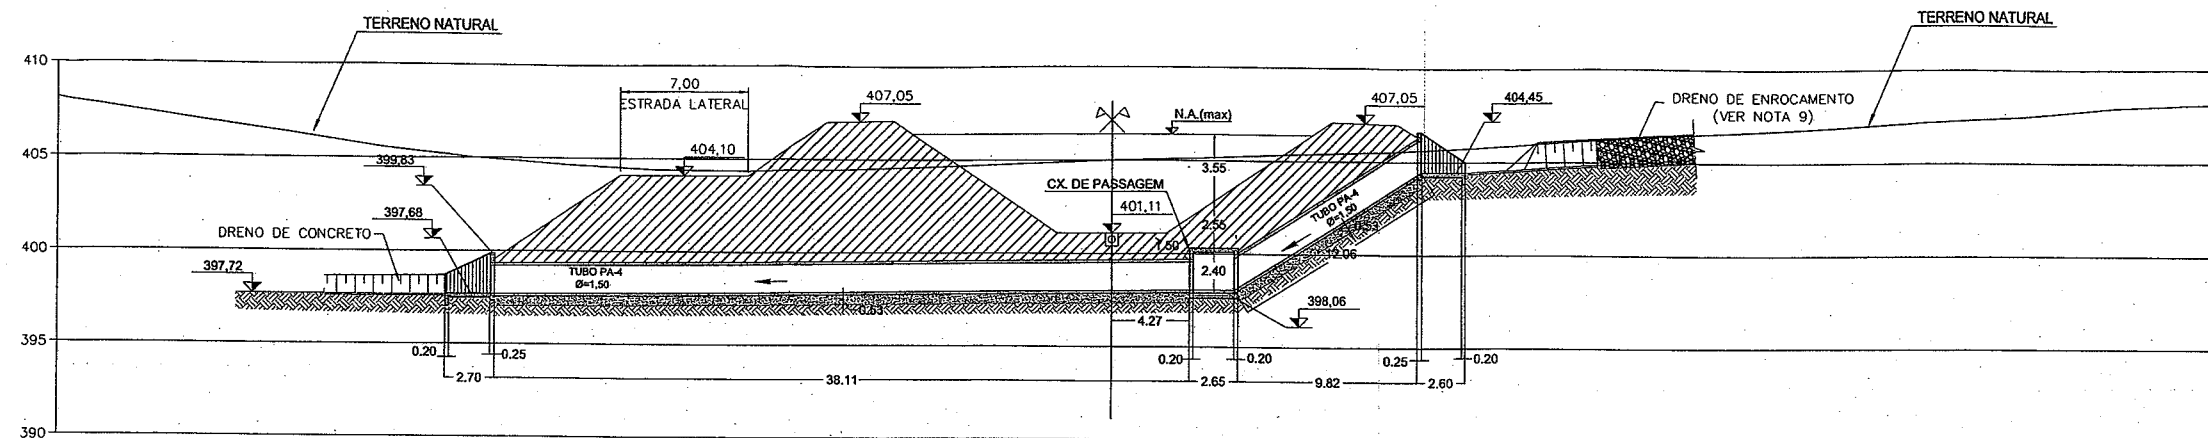 TERRENO NATURAL
TERRENO NATURAL
410
7,00
ESTRADA LATERAL
407,05
N.A.(max)
407,05
404,45
DRENO DE ENROCAMENTO
(VER NOTA 9)
405
399,83
404,10
3.55
CX. DE PASSAGEM
397,68
401,11
TUBO PA-4
Ø=1,50
2.55
400
DRENO DE CONCRETO
1.50
12.06
397,72
TUBO PA-4
Ø=1,50
2.40
398,06
4.27
395
0.20
0.25
0.20
0.20
0.25
0.20
2.70
38.11
2.65
9.82
2.60
390